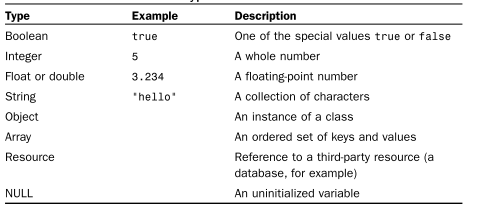 Type Example Description
Boolean true One of the special values true or false
Integer 5 A whole number
Float or double 3.234 A floating-point number
String "hello" A collection of characters
Object An instance of a class
Array An ordered set of keys and values
Resource Reference to a third-party resource (a
database, for example)
NULL An uninitialized variable